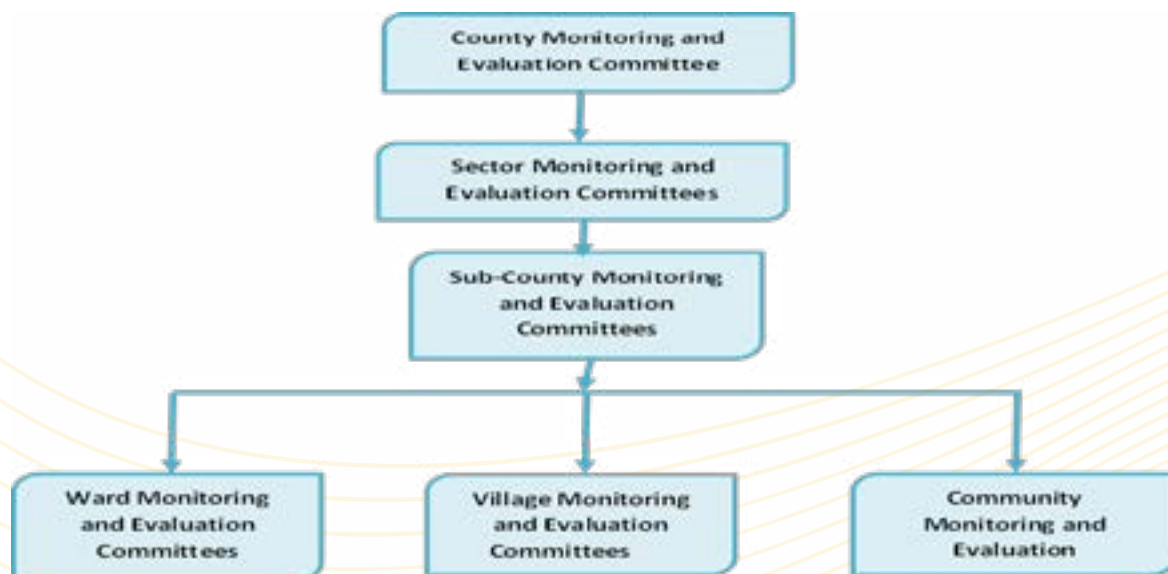 County Monitoring and
Evaluation Committee
Sector Monitoring and
Evaluation Committees
Sub-County Monitoring
and Evaluation
Committees
Ward Monitoring
and Evaluation
Committees
Village Monitoring
and Evaluation
Committees
Community
Monitoring and
Evaluation